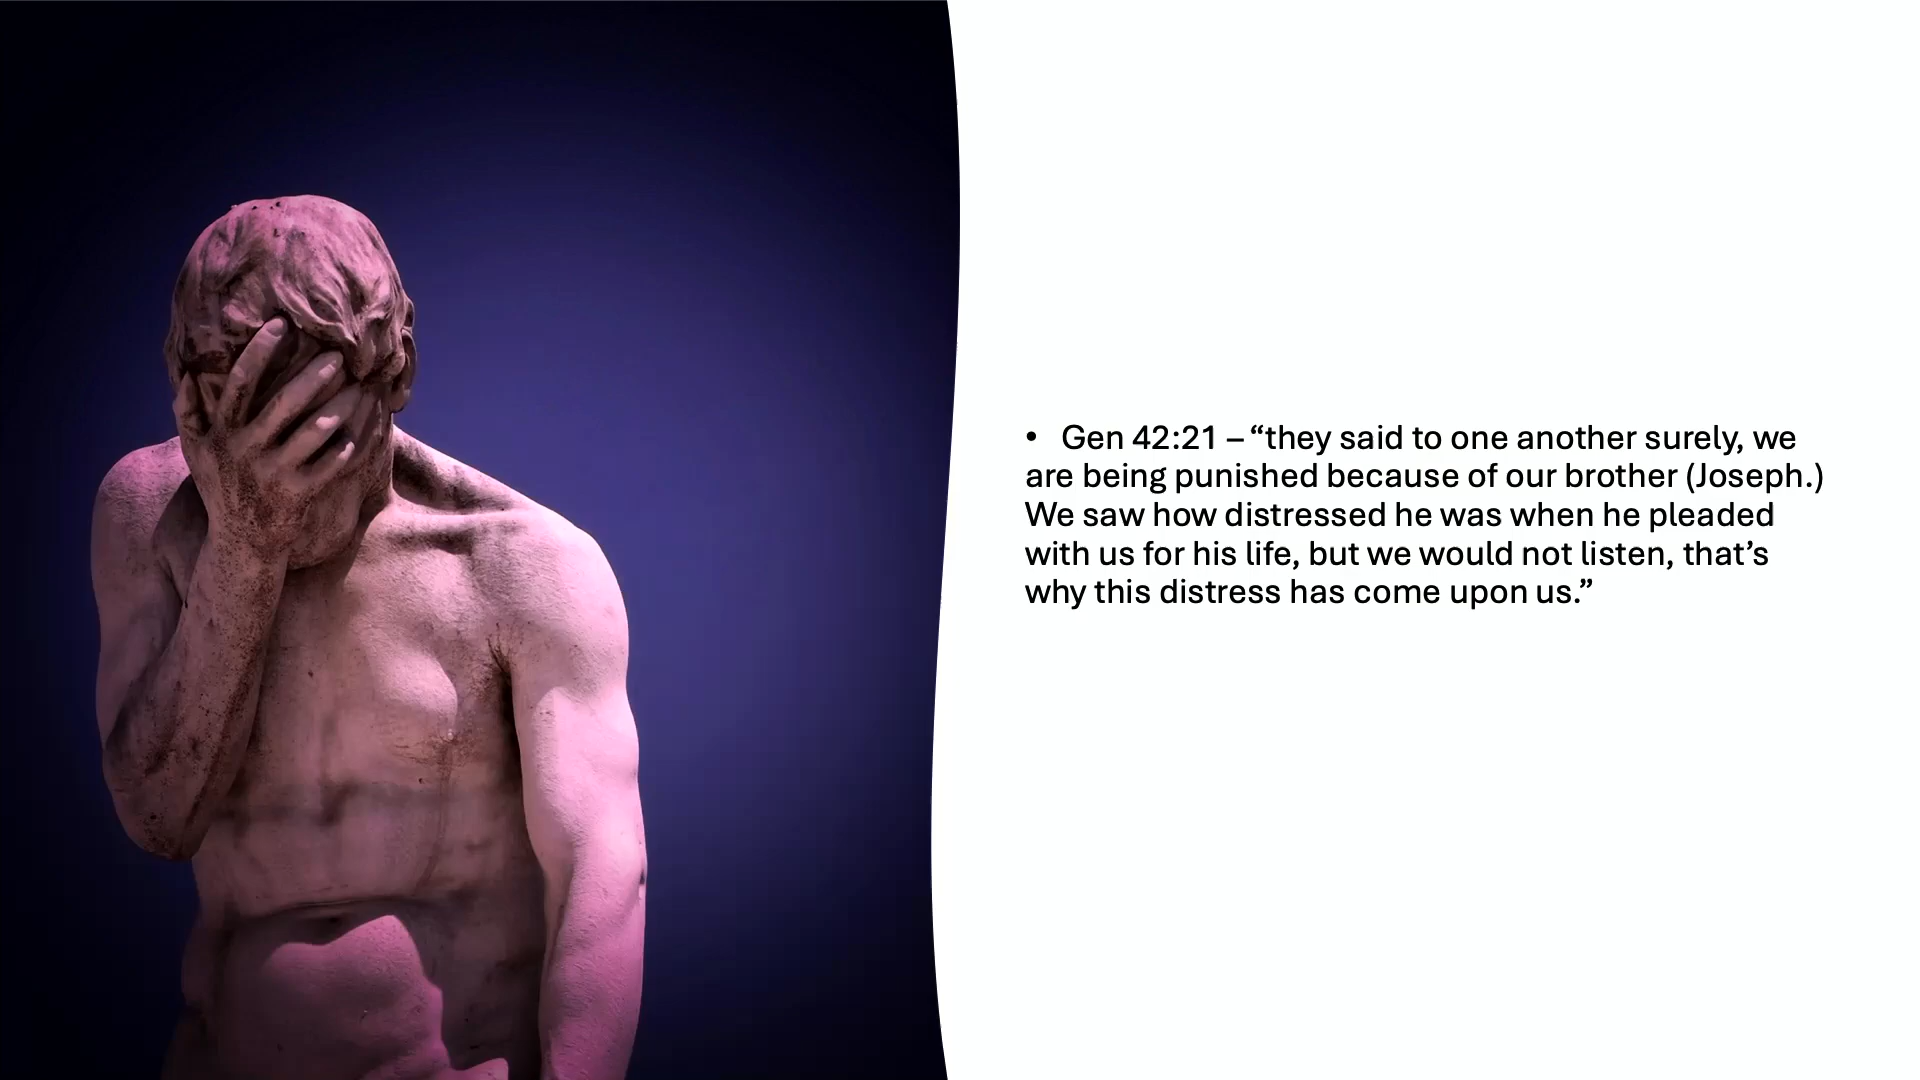 • Gen 42:21 – “they said to one another surely, we
are being punished because of our brother (Joseph.)
We saw how distressed he was when he pleaded
with us for his life, but we would not listen, that’s
why this distress has come upon us.”